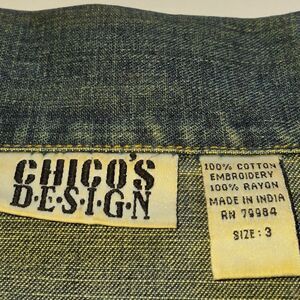 CHICO'S
D·E·S·I·G·N
100% COTTON
EMBROIDERY
100% RAYON
MADE IN INDIA
RN 79984
SIZE : 3